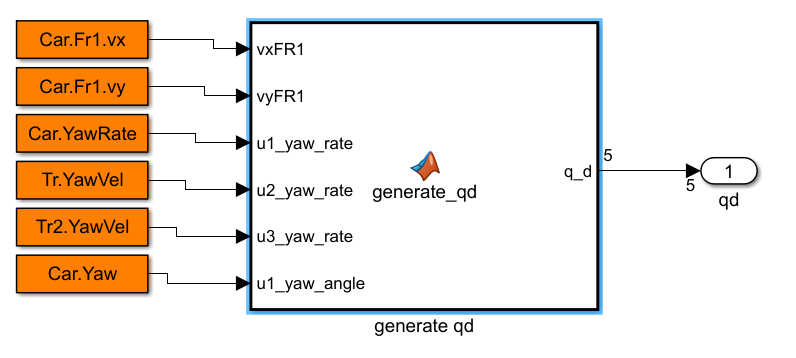 Car.Fr1.vx
Car.Fr1.vy
Car.YawRate
Tr.YawVel
Tr2.YawVel
Car.Yaw
vxFR1
vyFR1
u1_yaw_rate
u2_yaw_rate
u3_yaw_rate
u1_yaw_angle
generate_qd
q_d
generate qd
5
5
1
qd